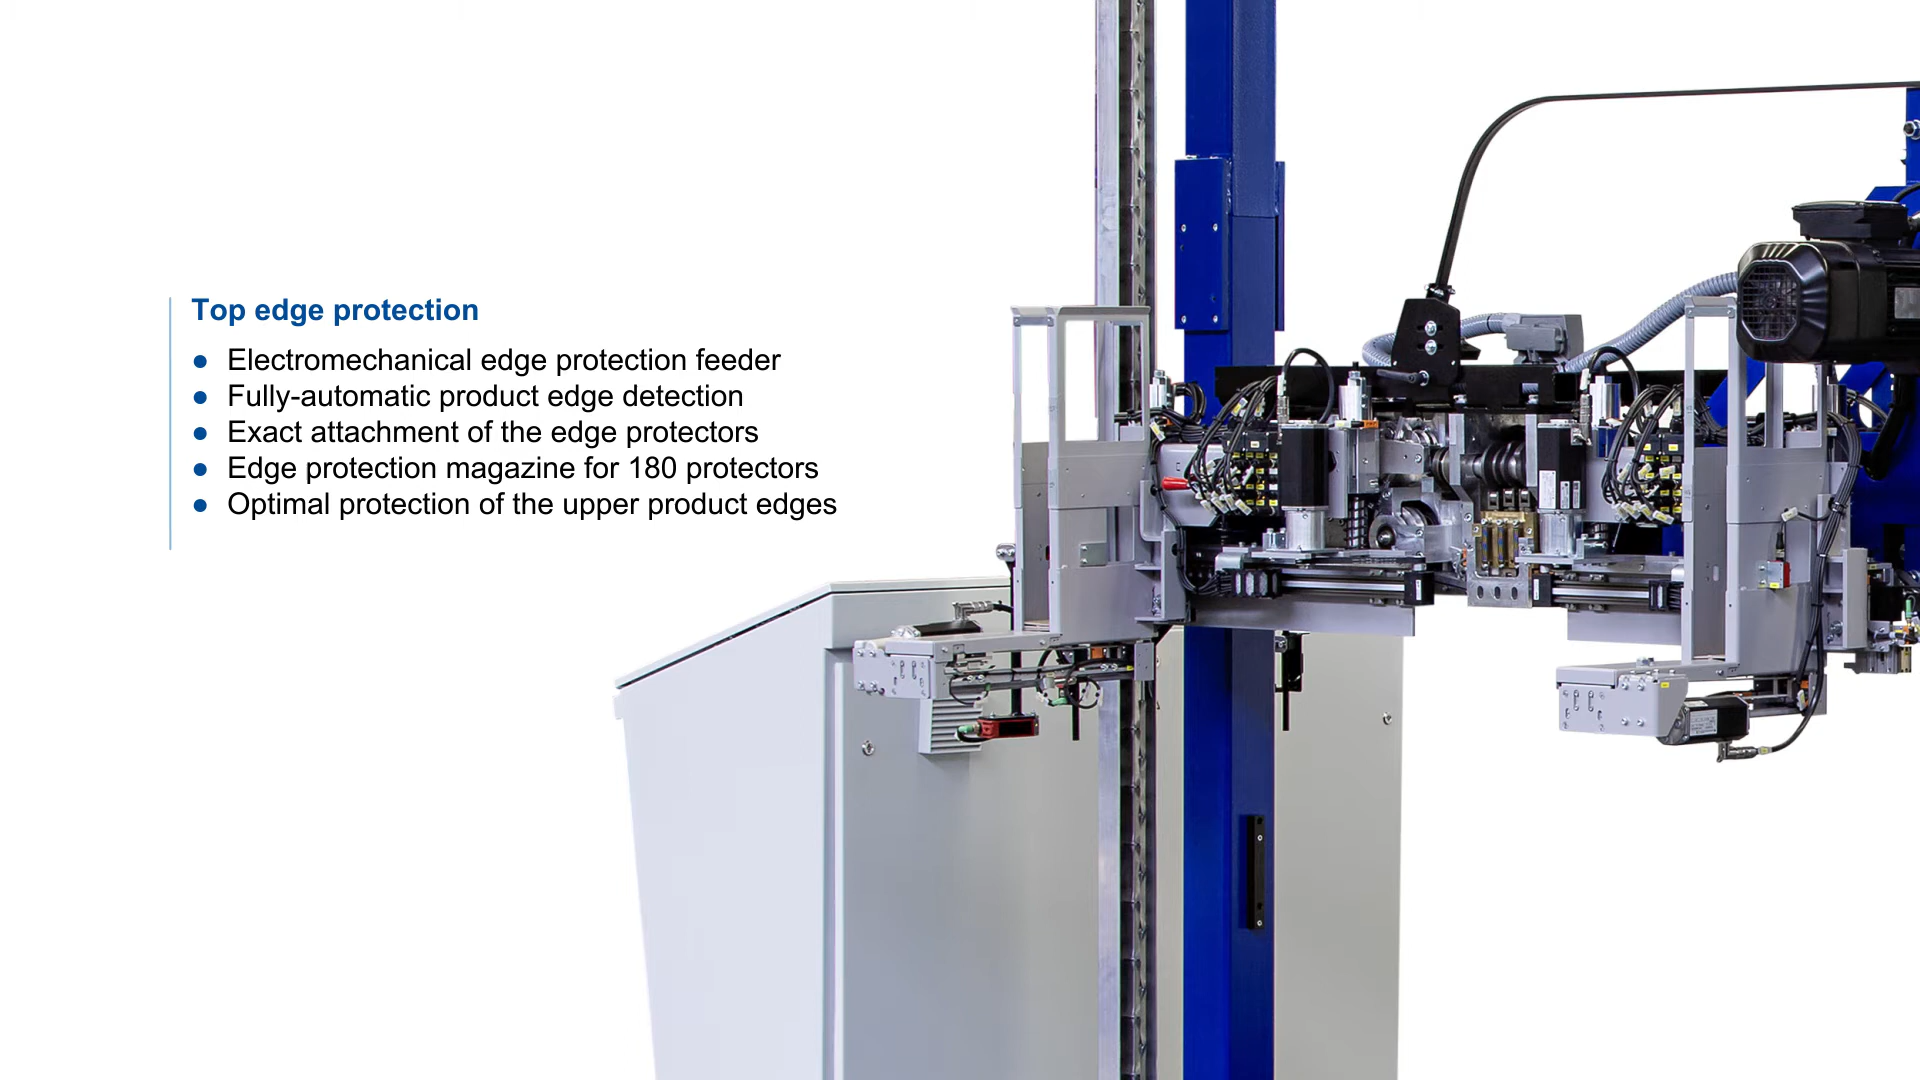 Top edge protection
● Electromechanical edge protection feeder
● Fully-automatic product edge detection
● Exact attachment of the edge protectors
● Edge protection magazine for 180 protectors
● Optimal protection of the upper product edges